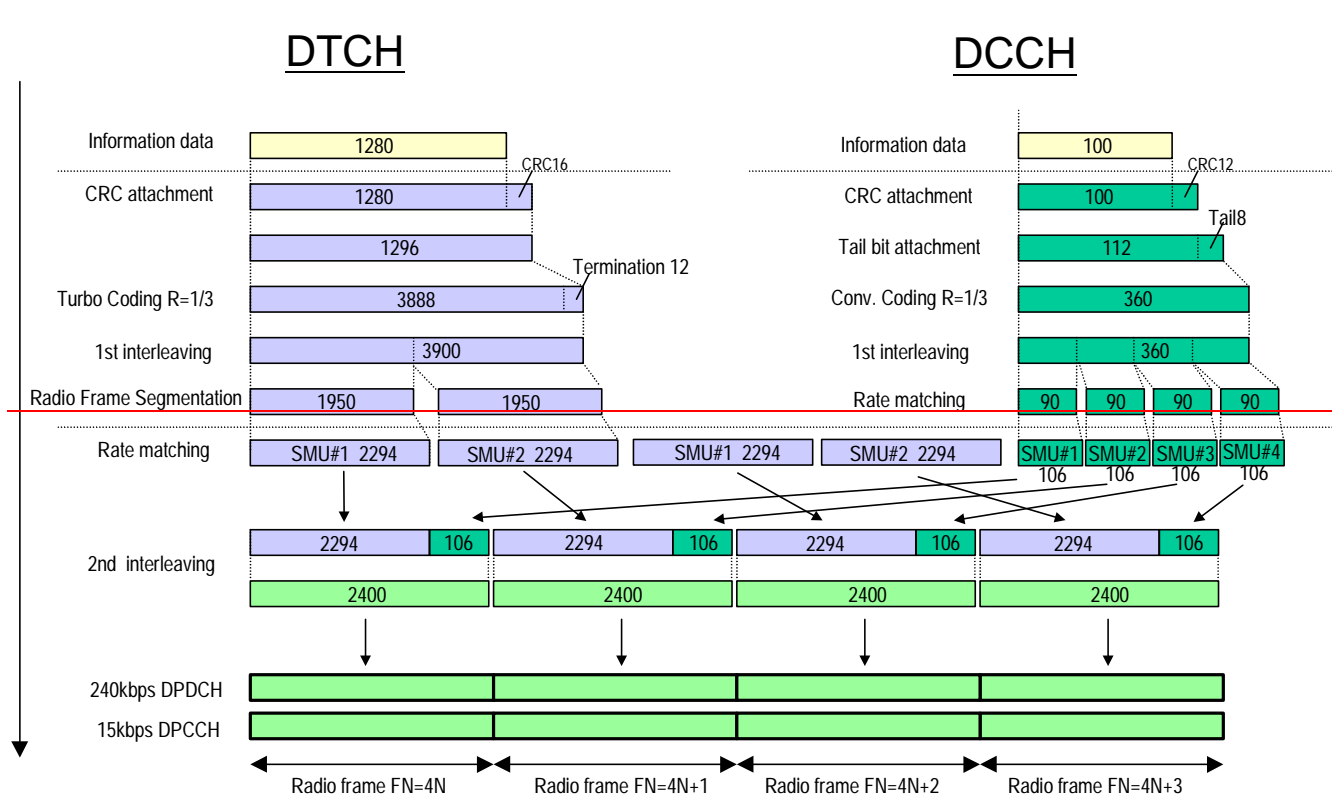 DTCH DCCH
Information data 1280 Information data 100
CRC16 CRC12
CRC attachment 1280 CRC attachment 100
Tail8
1296 Tail bit attachment 112
Termination 12
Turbo Coding R=1/3 3888 Conv. Coding R=1/3 360
1st interleaving 3900 1st interleaving 360
Radio Frame Segmentation 1950 1950 Rate matching 90 90 90 90
Rate matching SMU#1 2294 SMU#2 2294 SMU#1 2294 SMU#2 2294 SMU#1 SMU#2 SMU#3 SMU#4
106 106 106 106
2294 106 2294 106 2294 106 2294 106
2nd interleaving
2400 2400 2400 2400
240kbps DPDCH
15kbps DPCCH
Radio frame FN=4N Radio frame FN=4N+1 Radio frame FN=4N+2 Radio frame FN=4N+3